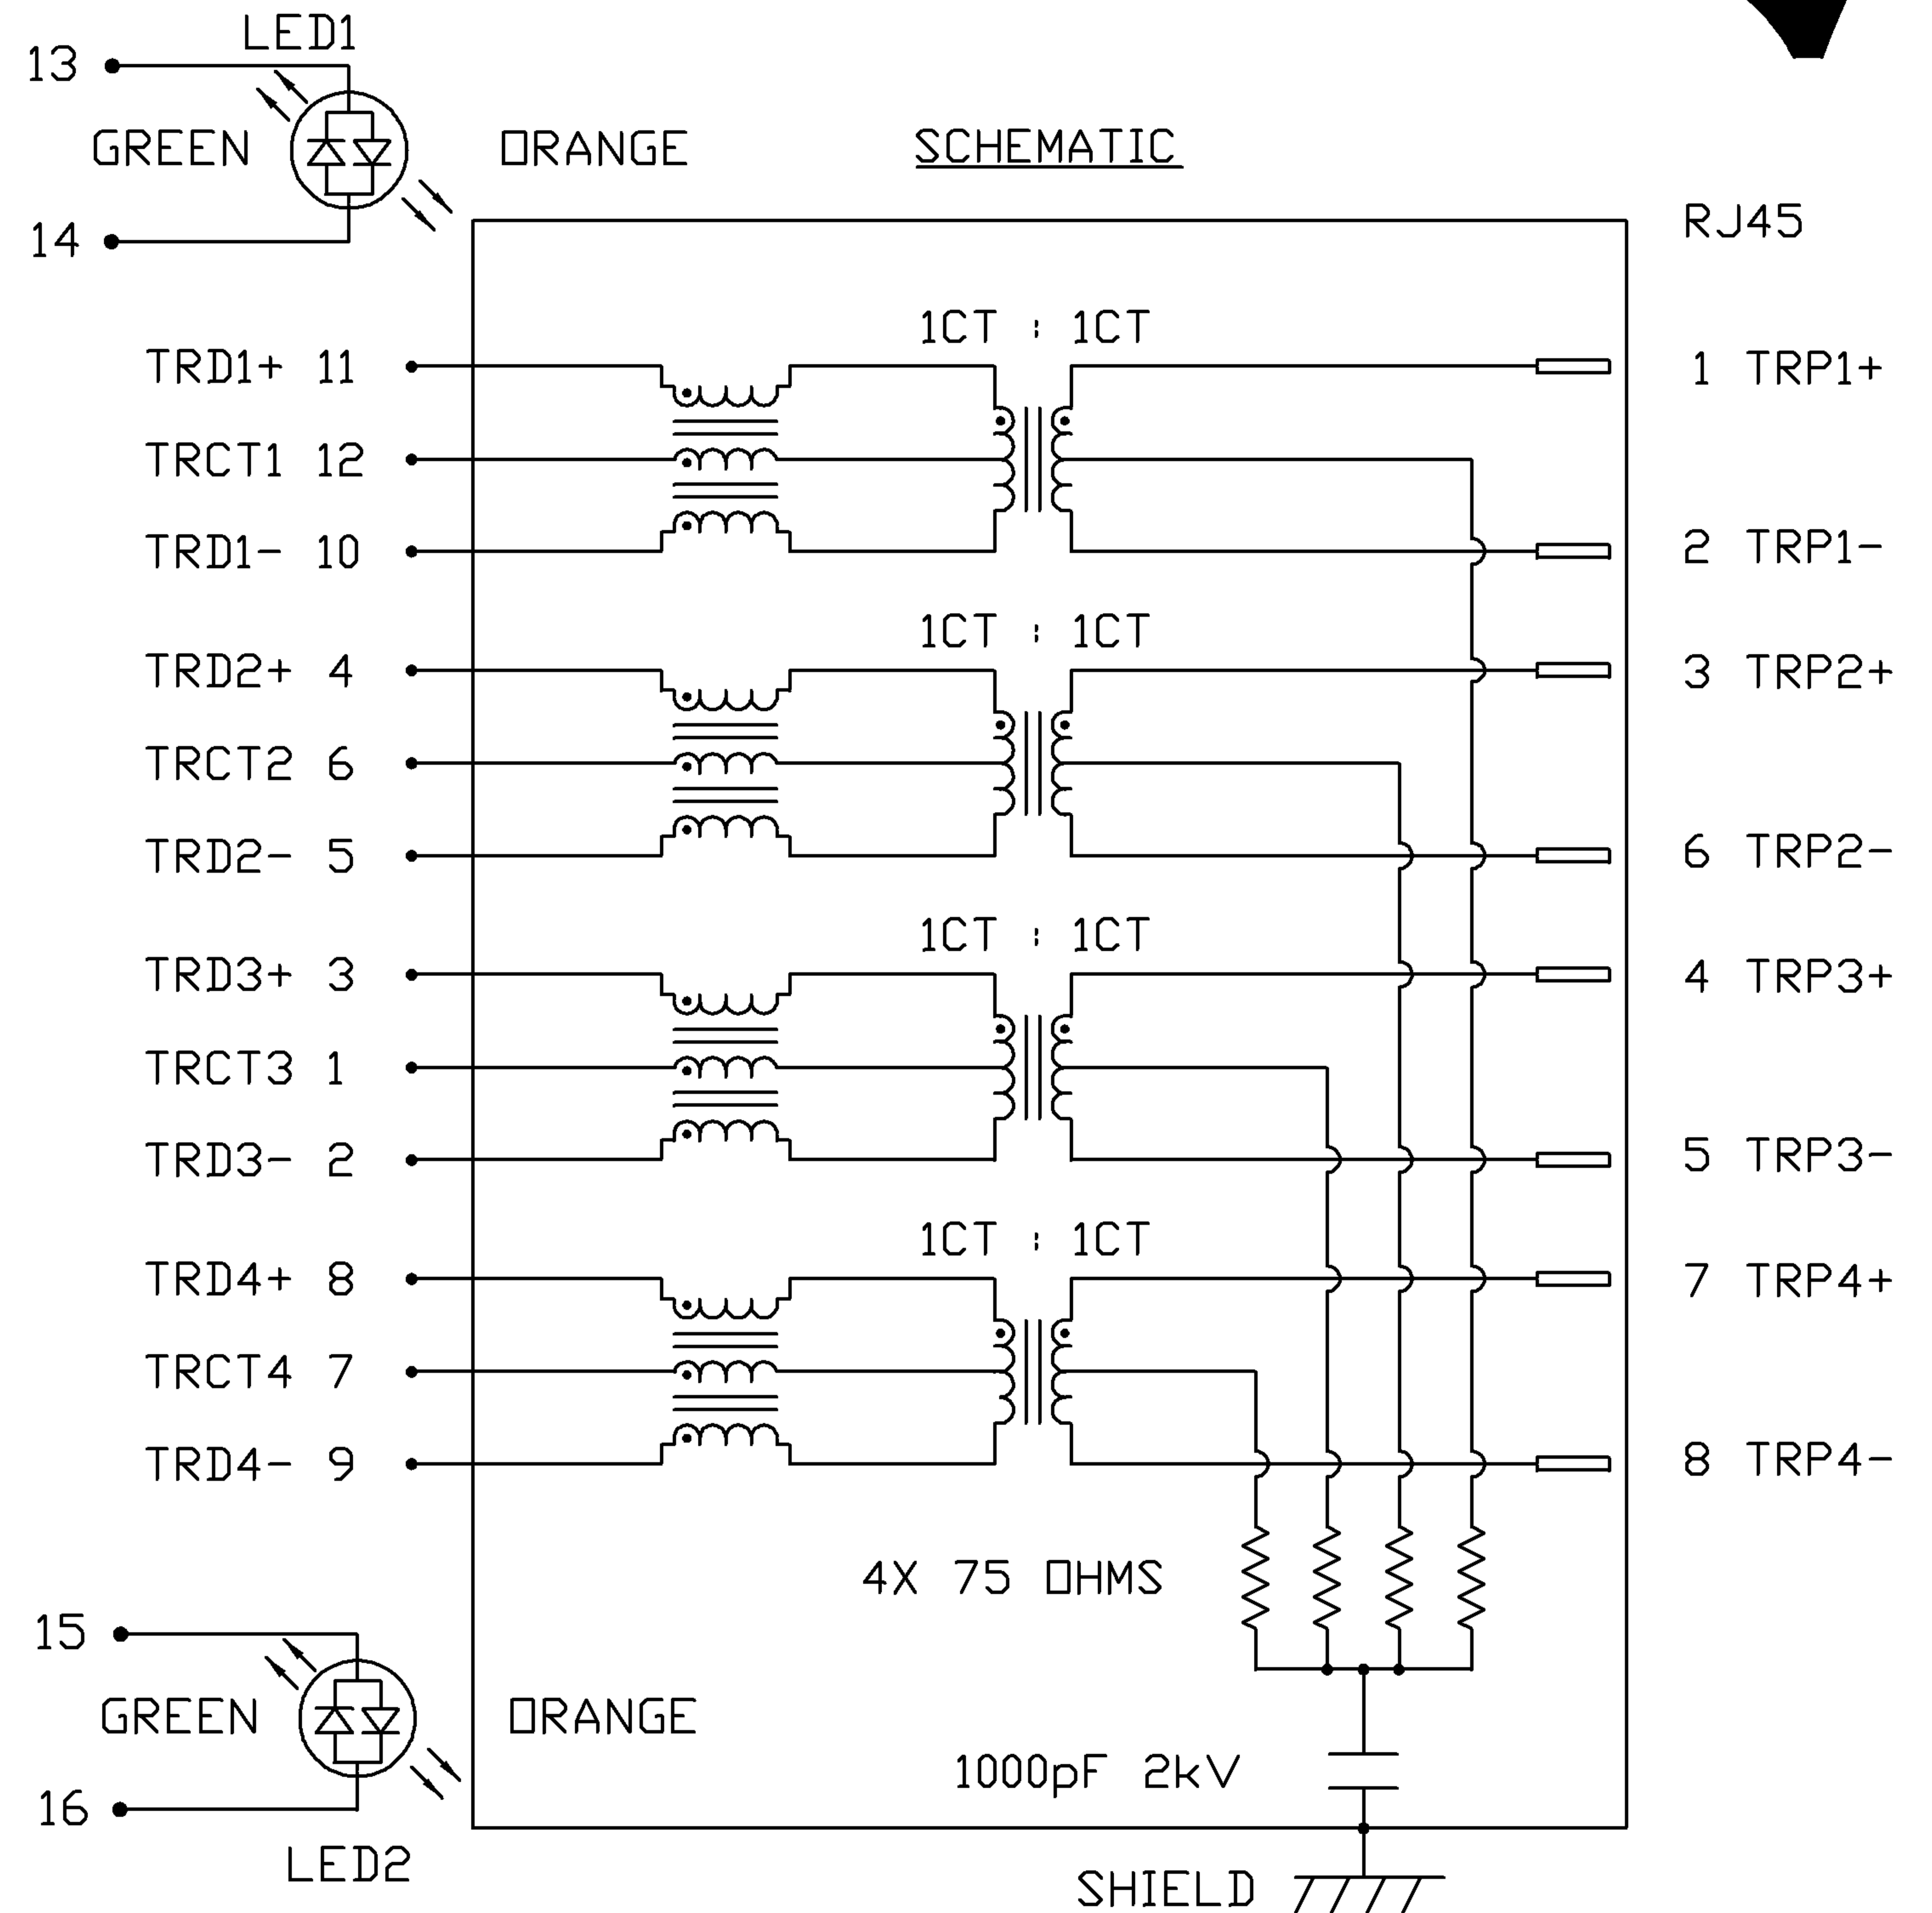 LED1
13
GREEN ORANGE SCHEMATIC
14
RJ45
1CT : 1CT
TRD1+ 11 1 TRP1+
TRCT1 12
TRD1- 10 2 TRP1-
1CT : 1CT
TRD2+ 4 3 TRP2+
TRCT2 6
TRD2- 5 6 TRP2-
1CT : 1CT
TRD3+ 3 4 TRP3+
TRCT3 1
TRD3- 2 5 TRP3-
1CT : 1CT
TRD4+ 8 7 TRP4+
TRCT4 7
TRD4- 9 8 TRP4-
4X 75 OHMS
15
GREEN ORANGE
1000pF 2kV
16
LED2
SHIELD